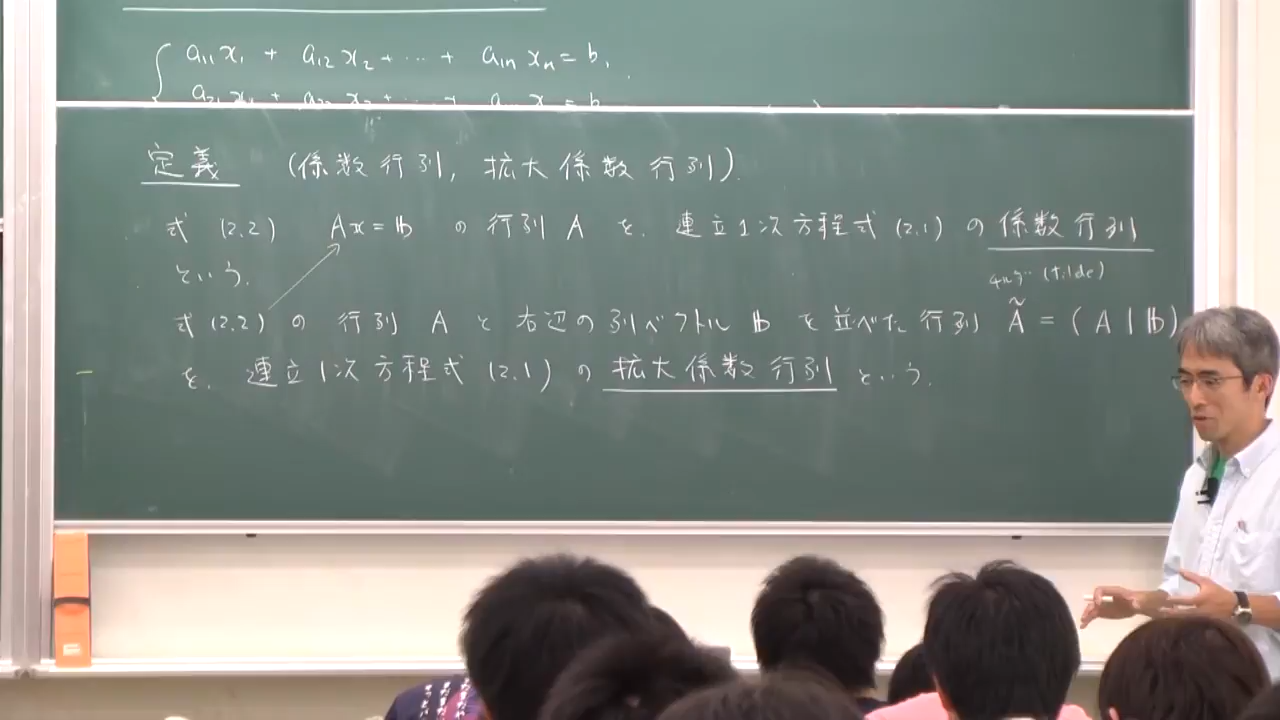 a₁₁x₁ + a₁₂x₂ + ⋯ + a₁ₙxₙ = b₁
a₂₁x₁ + a₂₂x₂ + ⋯ +
定義 (係数行列, 拡大係数行列).
式 (2.2) Ax = b の行列 A を, 連立1次方程式 (2.1) の係数行列
という.
チルダ (tilde)
式 (2.2) の 行列 A と 右辺の列ベクトル b を並べた行列 Ã = (A | b)
を, 連立1次方程式 (2.1) の 拡大係数行列 という.